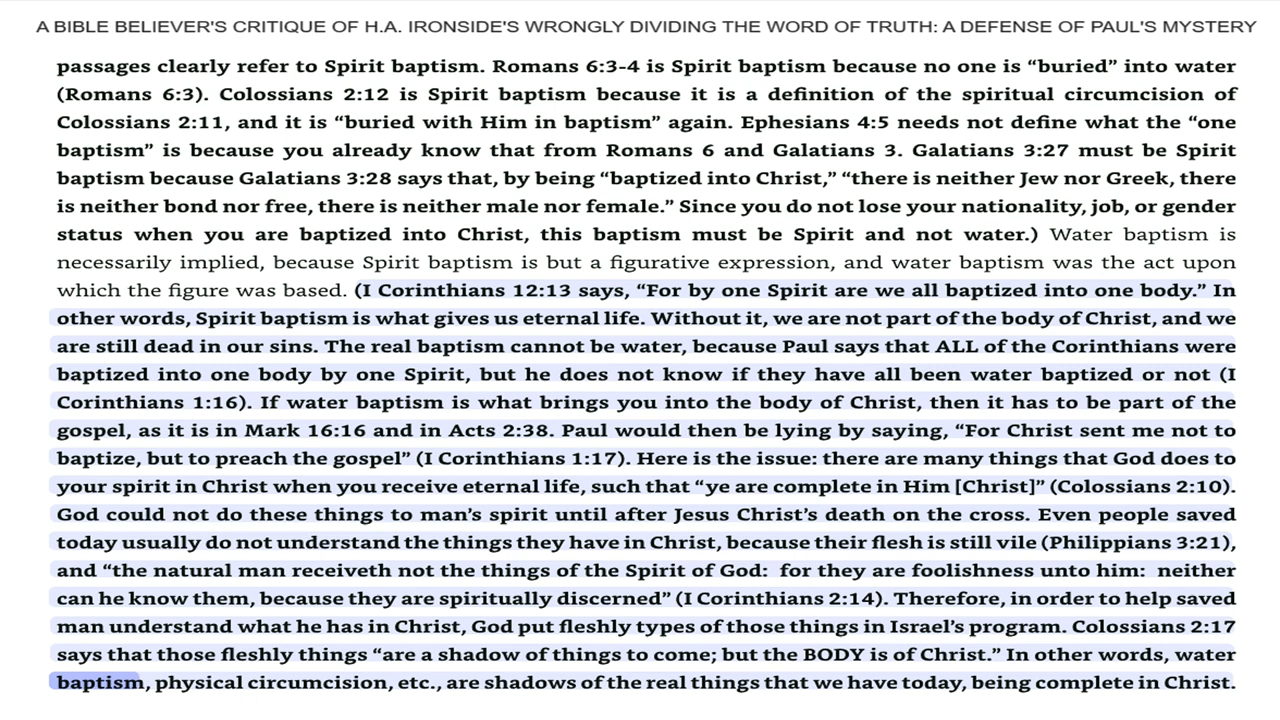 A BIBLE BELIEVER'S CRITIQUE OF H.A. IRONSIDE'S WRONGLY DIVIDING THE WORD OF TRUTH: A DEFENSE OF PAUL'S MYSTERY
passages clearly refer to Spirit baptism. Romans 6:3-4 is Spirit baptism because no one is “buried” into water
(Romans 6:3). Colossians 2:12 is Spirit baptism because it is a definition of the spiritual circumcision of
Colossians 2:11, and it is “buried with Him in baptism” again. Ephesians 4:5 needs not define what the “one
baptism” is because you already know that from Romans 6 and Galatians 3. Galatians 3:27 must be Spirit
baptism because Galatians 3:28 says that, by being “baptized into Christ,” “there is neither Jew nor Greek, there
is neither bond nor free, there is neither male nor female.” Since you do not lose your nationality, job, or gender
status when you are baptized into Christ, this baptism must be Spirit and not water.) Water baptism is
necessarily implied, because Spirit baptism is but a figurative expression, and water baptism was the act upon
which the figure was based. (I Corinthians 12:13 says, “For by one Spirit are we all baptized into one body.” In
other words, Spirit baptism is what gives us eternal life. Without it, we are not part of the body of Christ, and we
are still dead in our sins. The real baptism cannot be water, because Paul says that ALL of the Corinthians were
baptized into one body by one Spirit, but he does not know if they have all been water baptized or not (I
Corinthians 1:16). If water baptism is what brings you into the body of Christ, then it has to be part of the
gospel, as it is in Mark 16:16 and in Acts 2:38. Paul would then be lying by saying, “For Christ sent me not to
baptize, but to preach the gospel” (I Corinthians 1:17). Here is the issue: there are many things that God does to
your spirit in Christ when you receive eternal life, such that “ye are complete in Him [Christ]” (Colossians 2:10).
God could not do these things to man’s spirit until after Jesus Christ’s death on the cross. Even people saved
today usually do not understand the things they have in Christ, because their flesh is still vile (Philippians 3:21),
and “the natural man receiveth not the things of the Spirit of God:  for they are foolishness unto him:  neither
can he know them, because they are spiritually discerned” (I Corinthians 2:14). Therefore, in order to help saved
man understand what he has in Christ, God put fleshly types of those things in Israel’s program. Colossians 2:17
says that those fleshly things “are a shadow of things to come; but the BODY is of Christ.” In other words, water
baptism, physical circumcision, etc., are shadows of the real things that we have today, being complete in Christ.